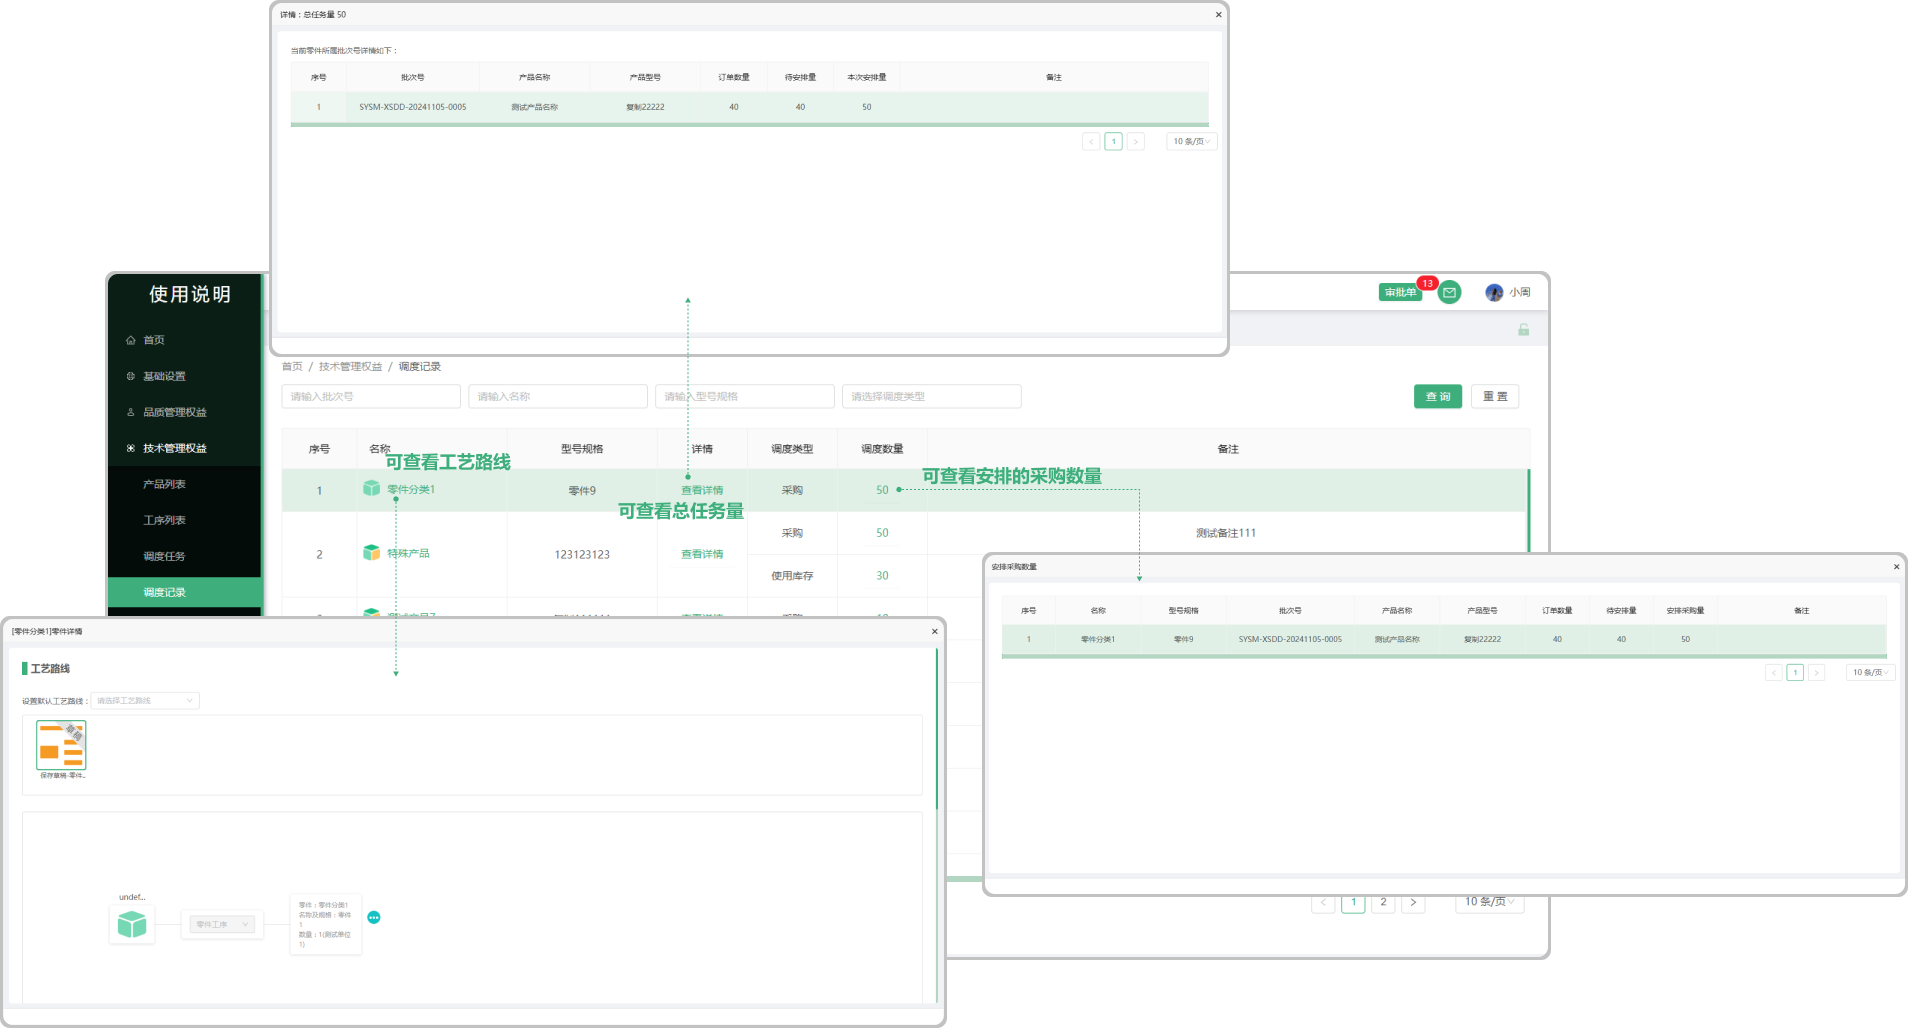 详情：总任务量 50
当前零件所属批次号详情如下：
序号 批次号 产品名称 产品型号 订单数量 待安排量 本次安排量 备注
1 SYSM-XSDD-20241105-0005 测试产品名称 复制22222 40 40 50
1 10 条/页
使用说明
首页
基础设置
品质管理权益
技术管理权益
产品列表
工序列表
调度任务
调度记录
审批单 13 小周
首页 / 技术管理权益 / 调度记录
请输入批次号 请输入名称 请输入型号规格 请选择调度类型 查 询 重 置
序号 名称 型号规格 详情 调度类型 调度数量 备注
可查看工艺路线
可查看安排的采购数量
1 零件分类1 零件9 查看详情 采购 50
可查看总任务量
2 特殊产品 123123123 查看详情 采购 50 测试备注111
使用库存 30
1 2 10 条/页
安排采购数量
序号 名称 型号规格 批次号 产品名称 产品型号 订单数量 待安排量 安排采购量 备注
1 零件分类1 零件9 SYSM-XSDD-20241105-0005 测试产品名称 复制22222 40 40 50
1 10 条/页
[零件分类1]零件详情
工艺路线
设置默认工艺路线： 请选择工艺路线
草稿
保存草稿-零件...
undef...
零件工序
零件：零件分类1
名称及规格：零件
1
数量：1(测试单位
1)